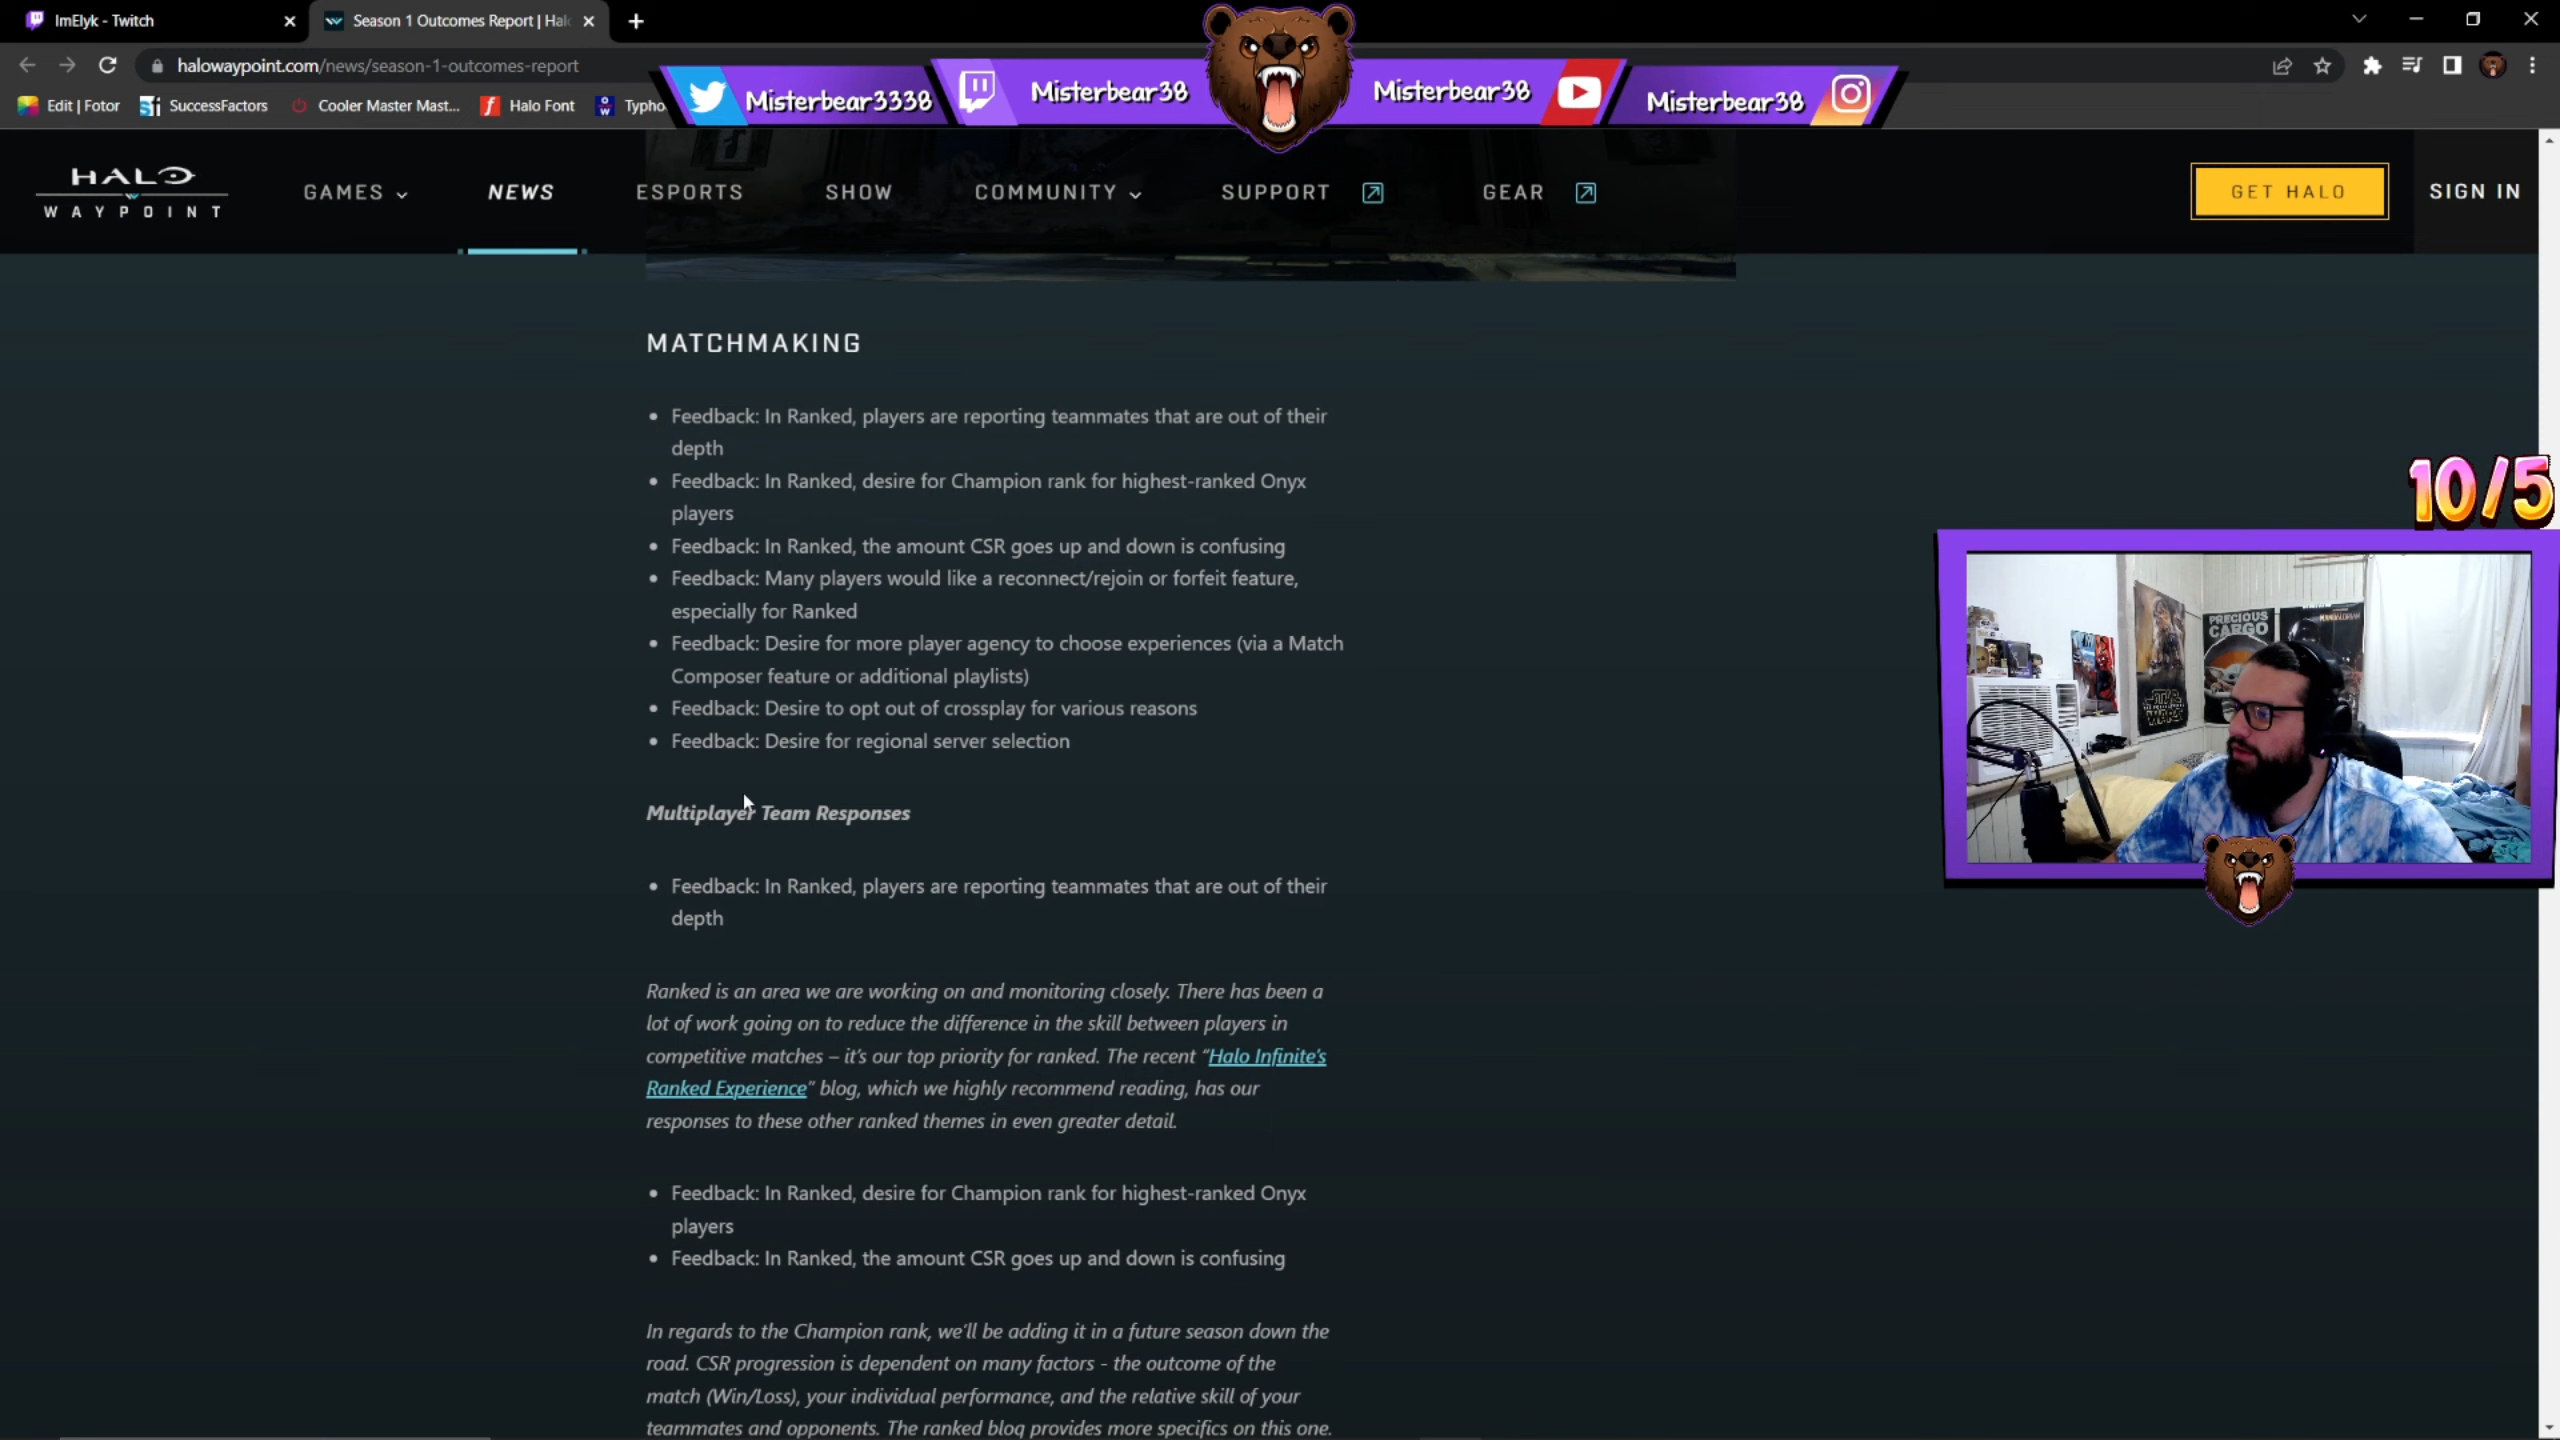 ImElyk - Twitch
Season 1 Outcomes Report | Hal
halowaypoint.com/news/season-1-outcomes-report
Edit | Fotor
SuccessFactors
Cooler Master Mast...
Halo Font
Typho
Misterbear3338
Misterbear38
Misterbear38
Misterbear38
HALO
WAYPOINT
GAMES
NEWS
ESPORTS
SHOW
COMMUNITY
SUPPORT
GEAR
GET HALO
SIGN IN
MATCHMAKING
• Feedback: In Ranked, players are reporting teammates that are out of their
depth
• Feedback: In Ranked, desire for Champion rank for highest-ranked Onyx
players
• Feedback: In Ranked, the amount CSR goes up and down is confusing
• Feedback: Many players would like a reconnect/rejoin or forfeit feature,
especially for Ranked
• Feedback: Desire for more player agency to choose experiences (via a Match
Composer feature or additional playlists)
• Feedback: Desire to opt out of crossplay for various reasons
• Feedback: Desire for regional server selection
Multiplayer Team Responses
• Feedback: In Ranked, players are reporting teammates that are out of their
depth
Ranked is an area we are working on and monitoring closely. There has been a
lot of work going on to reduce the difference in the skill between players in
competitive matches – it's our top priority for ranked. The recent "Halo Infinite's
Ranked Experience" blog, which we highly recommend reading, has our
responses to these other ranked themes in even greater detail.
• Feedback: In Ranked, desire for Champion rank for highest-ranked Onyx
players
• Feedback: In Ranked, the amount CSR goes up and down is confusing
In regards to the Champion rank, we'll be adding it in a future season down the
road. CSR progression is dependent on many factors - the outcome of the
match (Win/Loss), your individual performance, and the relative skill of your
teammates and opponents. The ranked blog provides more specifics on this one.
10/5
PRECIOUS
CARGO
MANDALORIAN
STAR
WARS